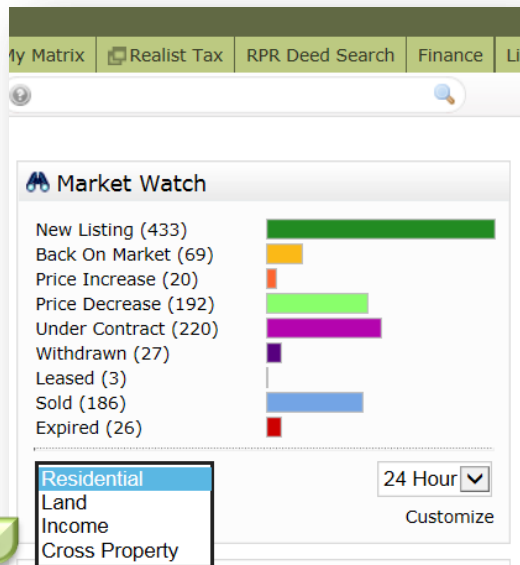 My Matrix Realist Tax RPR Deed Search Finance Li
Market Watch
New Listing (433)
Back On Market (69)
Price Increase (20)
Price Decrease (192)
Under Contract (220)
Withdrawn (27)
Leased (3)
Sold (186)
Expired (26)
Residential 24 Hour
Land
Income Customize
Cross Property